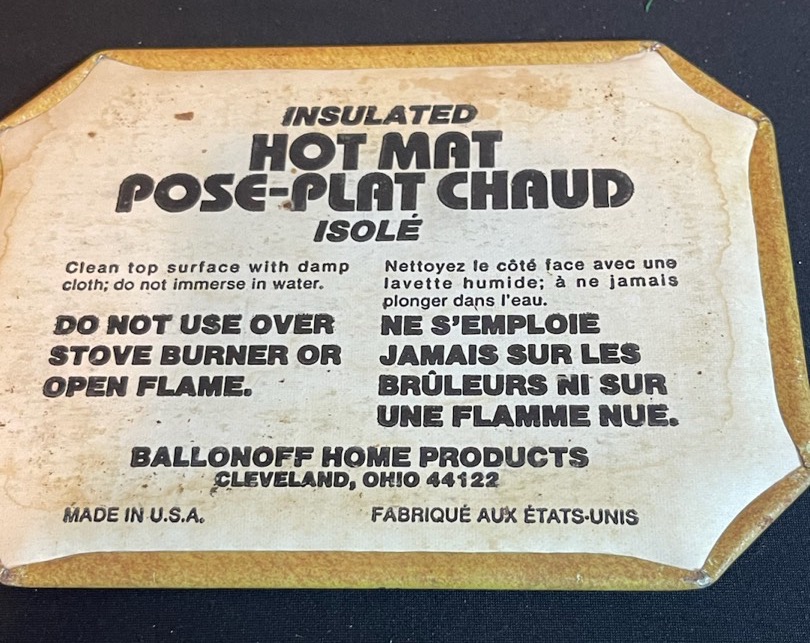 INSULATED
HOT MAT
POSE-PLAT CHAUD
ISOLÉ
Clean top surface with damp
cloth; do not immerse in water.
DO NOT USE OVER
STOVE BURNER OR
OPEN FLAME.
Nettoyez le côté face avec une
lavette humide; à ne jamais
plonger dans l'eau.
NE S'EMPLOIE
JAMAIS SUR LES
BRÛLEURS NI SUR
UNE FLAMME NUE.
BALLONOFF HOME PRODUCTS
CLEVELAND, OHIO 44122
MADE IN U.S.A.
FABRIQUÉ AUX ÉTATS-UNIS